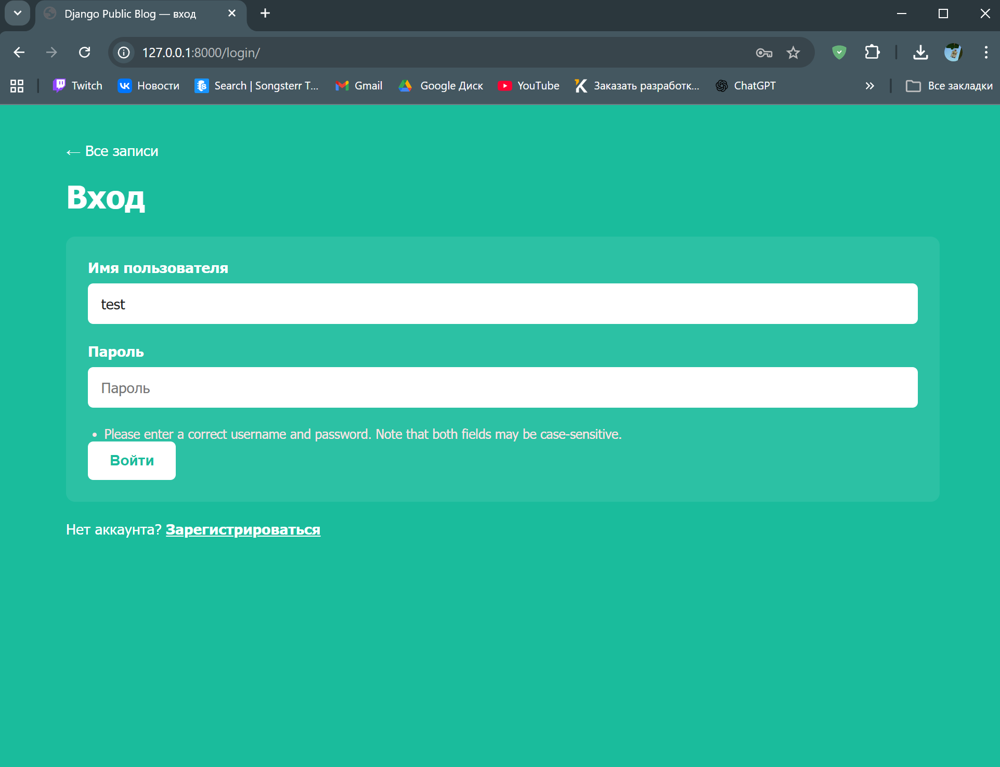 Django Public Blog — вход
127.0.0.1:8000/login/
Twitch
Новости
Search | Songsterr T...
Gmail
Google Диск
YouTube
Заказать разработк...
ChatGPT
Все закладки
← Все записи
Вход
Имя пользователя
test
Пароль
Пароль
• Please enter a correct username and password. Note that both fields may be case-sensitive.
Войти
Нет аккаунта? Зарегистрироваться